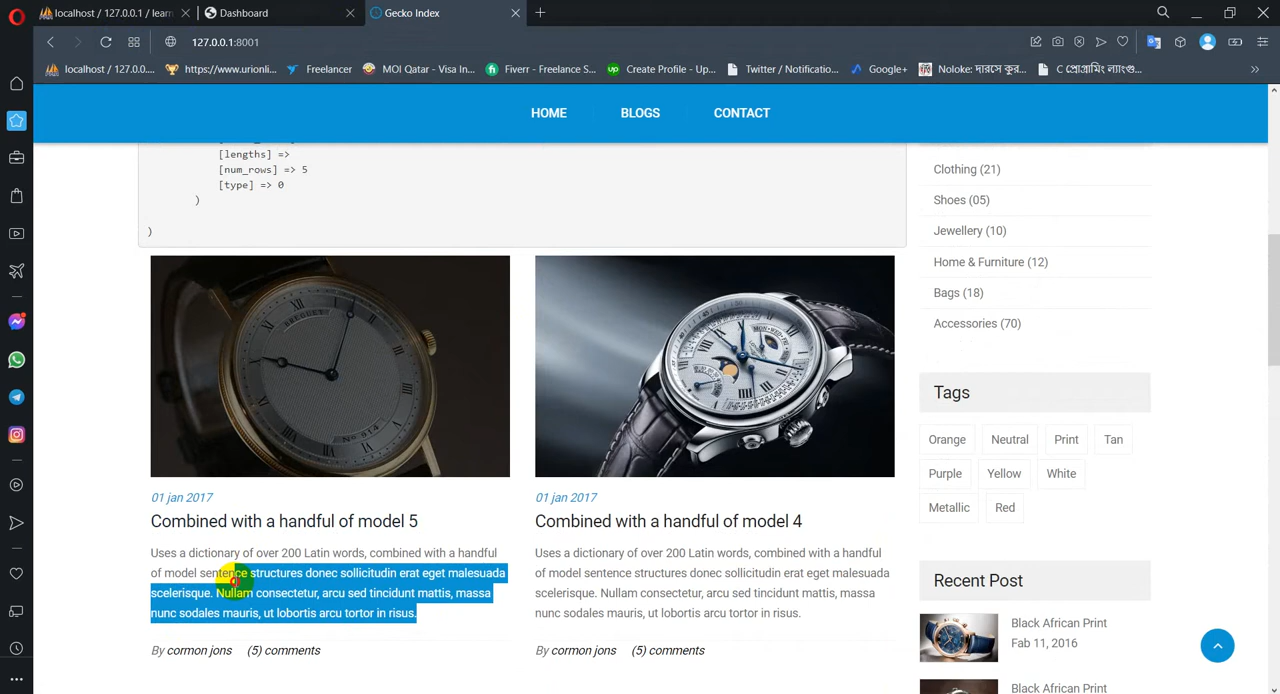 localhost / 127.0.0.1 / learn
Dashboard
Gecko Index
127.0.0.1:8001
localhost / 127.0.0....
https://www.urionli...
Freelancer
MOI Qatar - Visa In...
Fiverr - Freelance S...
Create Profile - Up...
Twitter / Notificatio...
Google+
Noloke: দারসে কুর...
C প্রোগ্রামিং ল্যাংগু...
HOME
BLOGS
CONTACT
[lengths] =>
[num_rows] => 5
[type] => 0
)
)
Clothing (21)
Shoes (05)
Jewellery (10)
Home & Furniture (12)
Bags (18)
Accessories (70)
01 jan 2017
Combined with a handful of model 5
Uses a dictionary of over 200 Latin words, combined with a handful
of model sentence structures donec sollicitudin erat eget malesuada
scelerisque. Nullam consectetur, arcu sed tincidunt mattis, massa
nunc sodales mauris, ut lobortis arcu tortor in risus.
By cormon jons (5) comments
01 jan 2017
Combined with a handful of model 4
Uses a dictionary of over 200 Latin words, combined with a handful
of model sentence structures donec sollicitudin erat eget malesuada
scelerisque. Nullam consectetur, arcu sed tincidunt mattis, massa
nunc sodales mauris, ut lobortis arcu tortor in risus.
By cormon jons (5) comments
Tags
Orange Neutral Print Tan
Purple Yellow White
Metallic Red
Recent Post
Black African Print
Fab 11, 2016
Black African Print